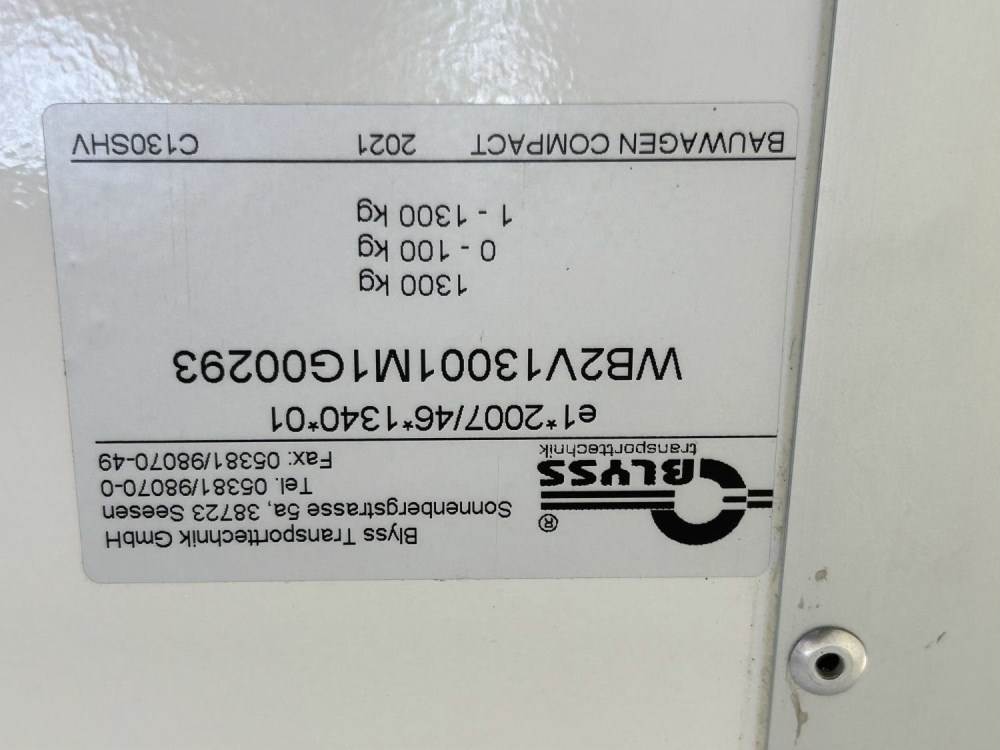 Blyss Transporttechnik GmbH
Sonnenbergstrasse 5a, 38723 Seesen
Tel. 05381/98070-0
Fax: 05381/98070-49
®
BLYSS
transporttechnik
e1*2007/46*1340*01
WB2V13001M1G00293
1300 kg
0 - 100 kg
1 - 1300 kg
BAUWAGEN COMPACT 2021 C130SHV